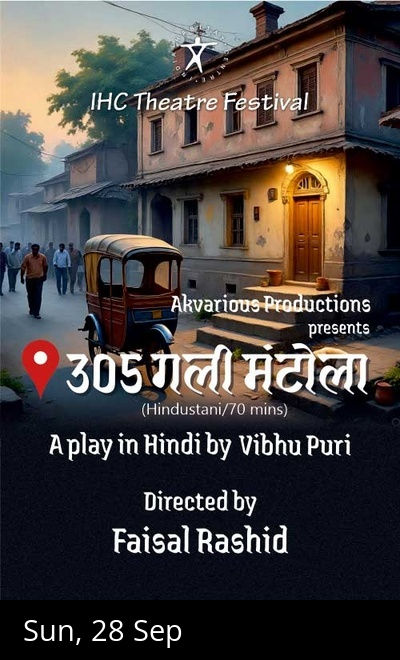 IHC Theatre Festival
Akvarious Productions
presents
305 गली मंटोला
(Hindustani/70 mins)
A play in Hindi by Vibhu Puri
Directed by
Faisal Rashid
Sun, 28 Sep